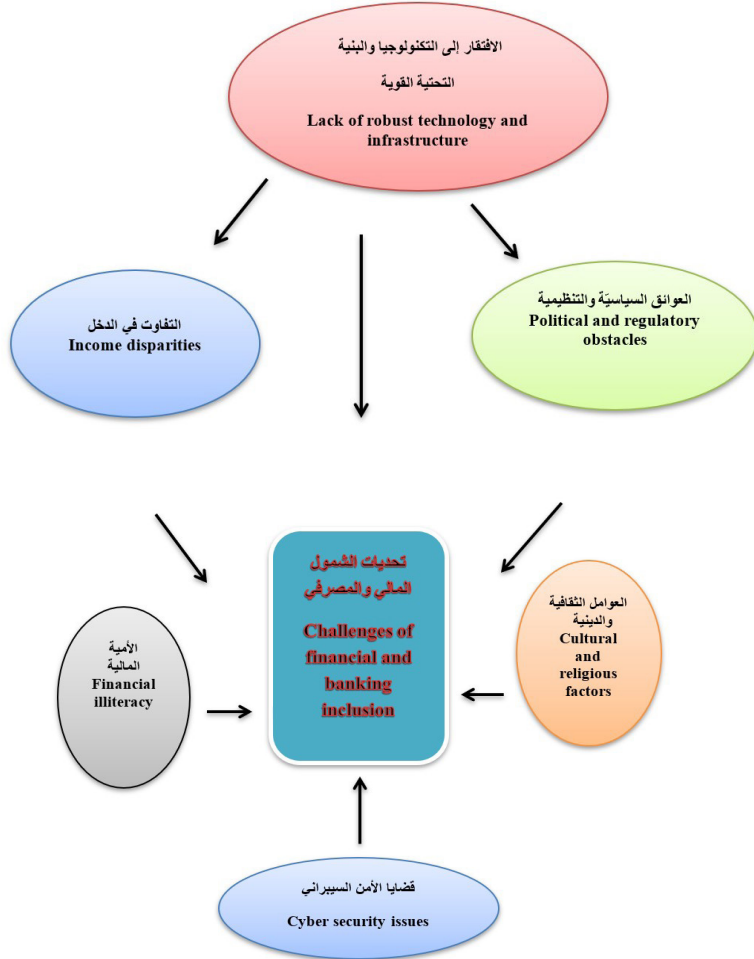 الافتقار إلى التكنولوجيا والبنية
التحتية القوية
Lack of robust technology and
infrastructure
التفاوت في الدخل
Income disparities
العوائق السياسيّة والتنظيمية
Political and regulatory
obstacles
تحديات الشمول
المالي والمصرفي
Challenges of
financial and
banking
inclusion
الأمية
المالية
Financial
illiteracy
العوامل الثقافية
والدينية
Cultural
and
religious
factors
قضايا الأمن السيبراني
Cyber security issues